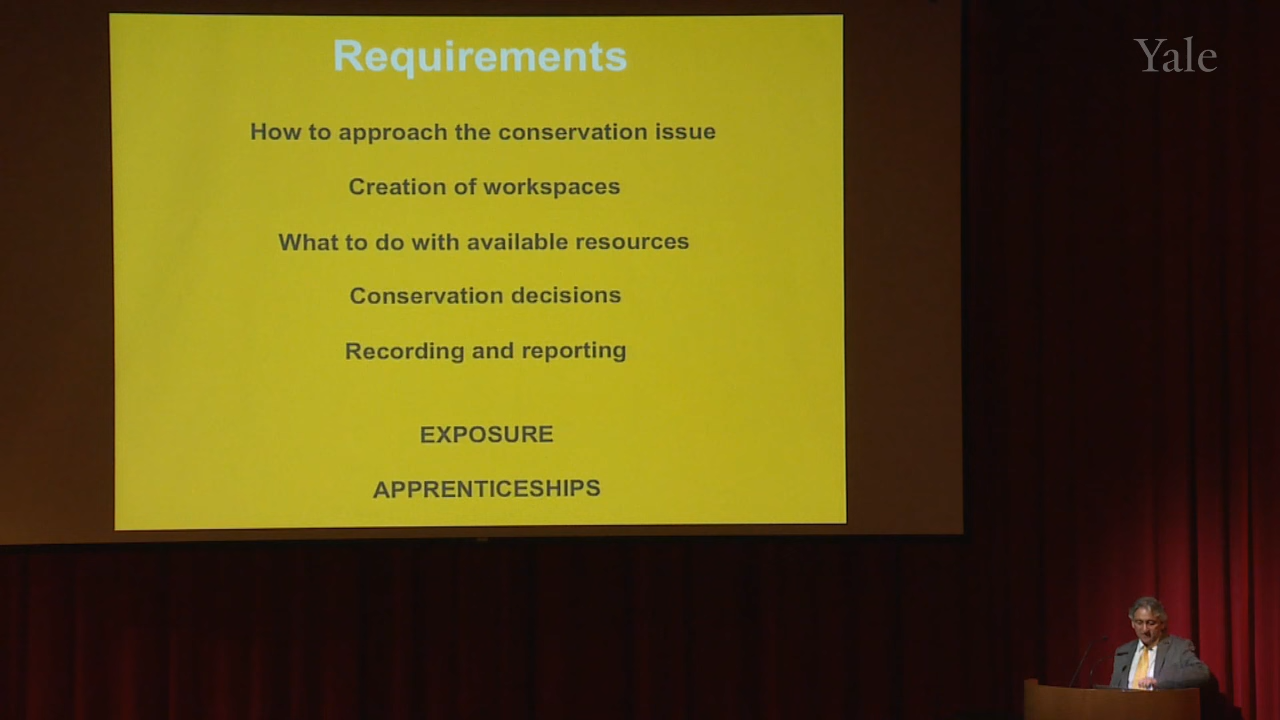 Yale
Requirements
How to approach the conservation issue
Creation of workspaces
What to do with available resources
Conservation decisions
Recording and reporting
EXPOSURE
APPRENTICESHIPS